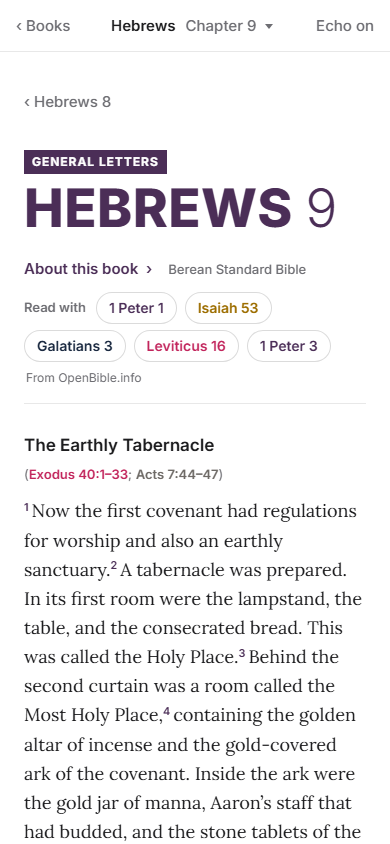 ‹ Books Hebrews Chapter 9 Echo on
‹ Hebrews 8
GENERAL LETTERS
HEBREWS 9
About this book › Berean Standard Bible
Read with 1 Peter 1 Isaiah 53
Galatians 3 Leviticus 16 1 Peter 3
From OpenBible.info
The Earthly Tabernacle
(Exodus 40:1–33; Acts 7:44–47)
1 Now the first covenant had regulations
for worship and also an earthly
sanctuary.2 A tabernacle was prepared.
In its first room were the lampstand, the
table, and the consecrated bread. This
was called the Holy Place.3 Behind the
second curtain was a room called the
Most Holy Place,4 containing the golden
altar of incense and the gold-covered
ark of the covenant. Inside the ark were
the gold jar of manna, Aaron’s staff that
had budded, and the stone tablets of the